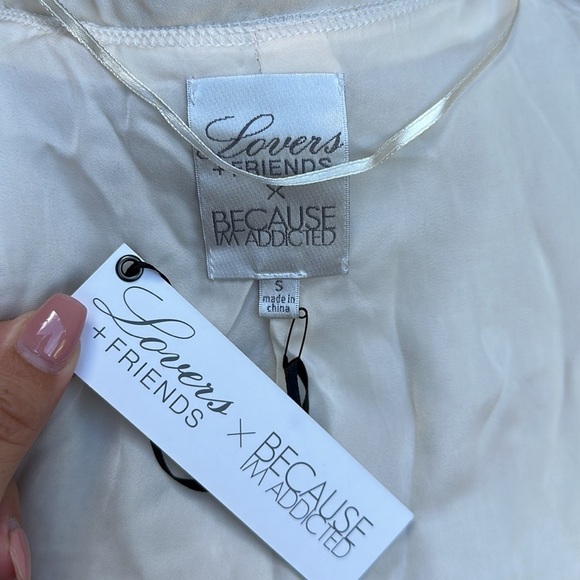 Lovers
+ FRIENDS
×
BECAUSE
IM ADDICTED
S
made in
china
Lovers
+ FRIENDS
×
BECAUSE
IM ADDICTED